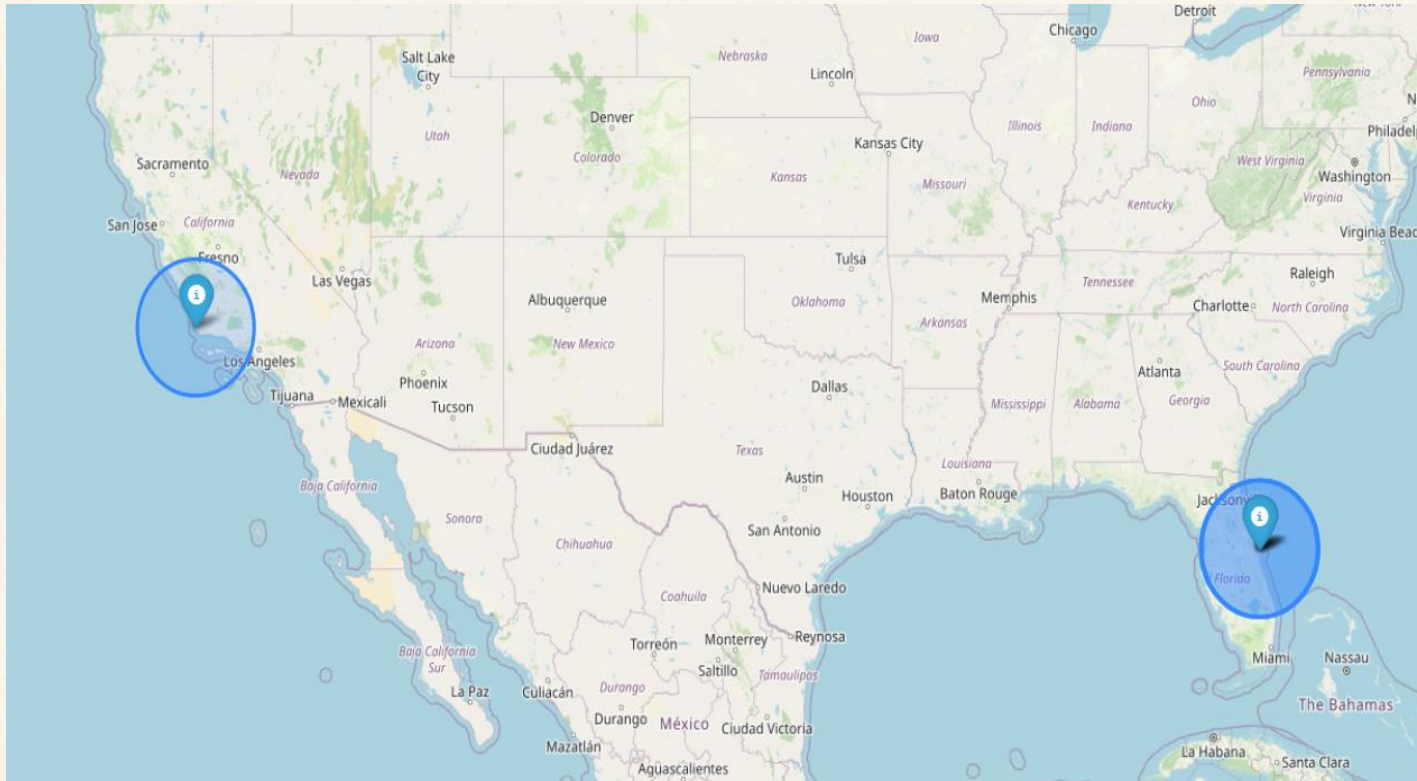 Detroit
Chicago
Iowa
Nebraska
Salt Lake
City
Lincoln
Pennsylvania
Ohio
Denver
Illinois
Indiana
Utah
Philadelp
Kansas City
Colorado
Sacramento
West Virginia
Nevada
Kansas
Missouri
Washington
Virginia
Kentucky
San Jose
California
Virginia Beac
Fresno
Tulsa
Las Vegas
Raleigh
Tennessee
Albuquerque
Oklahoma
Memphis
Charlotte
North Carolina
Arkansas
Arizona
New Mexico
Los Angeles
South Carolina
Atlanta
Phoenix
Dallas
Tijuana
Mexicali
Tucson
Mississippi
Alabama
Georgia
Ciudad Juárez
Texas
Louisiana
Austin
Baja California
Houston
Baton Rouge
Jacksonv
Sonora
San Antonio
Chihuahua
Florida
Nuevo Laredo
Coahuila
Reynosa
Torreón
Monterrey
Baja California
Sur
Saltillo
Miami
Nassau
Tamaulipas
La Paz
Culiacán
Durango
The Bahamas
Durango
México
Ciudad Victoria
Mazatlán
La Habana
Santa Clara
Aguascalientes